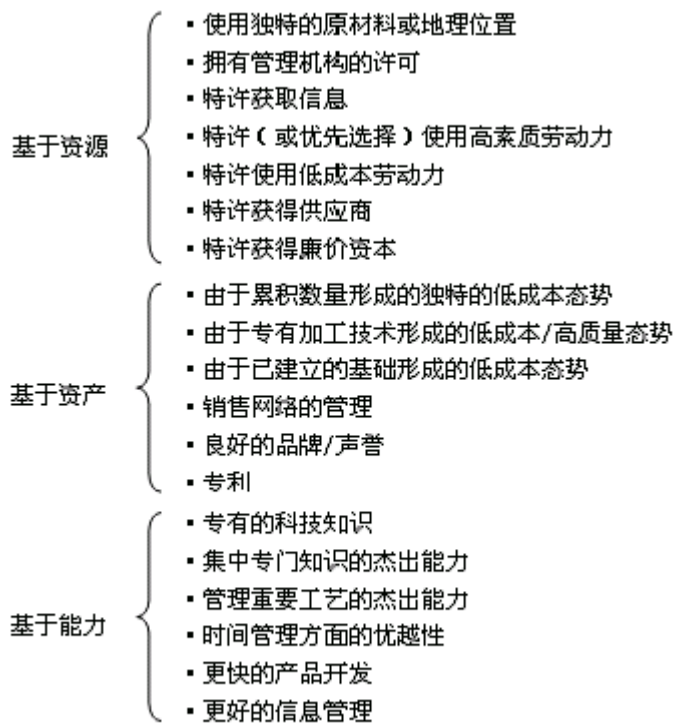 ▪ 使用独特的原材料或地理位置
▪ 拥有管理机构的许可
▪ 特许获取信息
基于资源
▪ 特许(或优先选择)使用高素质劳动力
▪ 特许使用低成本劳动力
▪ 特许获得供应商
▪ 特许获得廉价资本
▪ 由于累积数量形成的独特的低成本态势
▪ 由于专有加工技术形成的低成本/高质量态势
▪ 由于已建立的基础形成的低成本态势
基于资产
▪ 销售网络的管理
▪ 良好的品牌/声誉
▪ 专利
▪ 专有的科技知识
▪ 集中专门知识的杰出能力
▪ 管理重要工艺的杰出能力
基于能力
▪ 时间管理方面的优越性
▪ 更快的产品开发
▪ 更好的信息管理